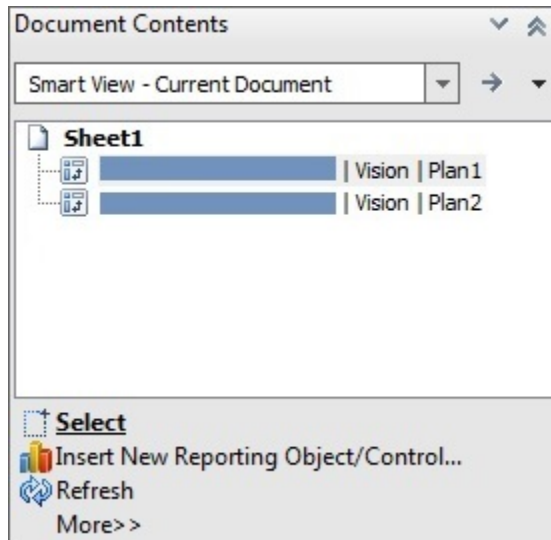 Document Contents
Smart View - Current Document
Sheet1
| Vision | Plan1
| Vision | Plan2
Select
Insert New Reporting Object/Control...
Refresh
More>>